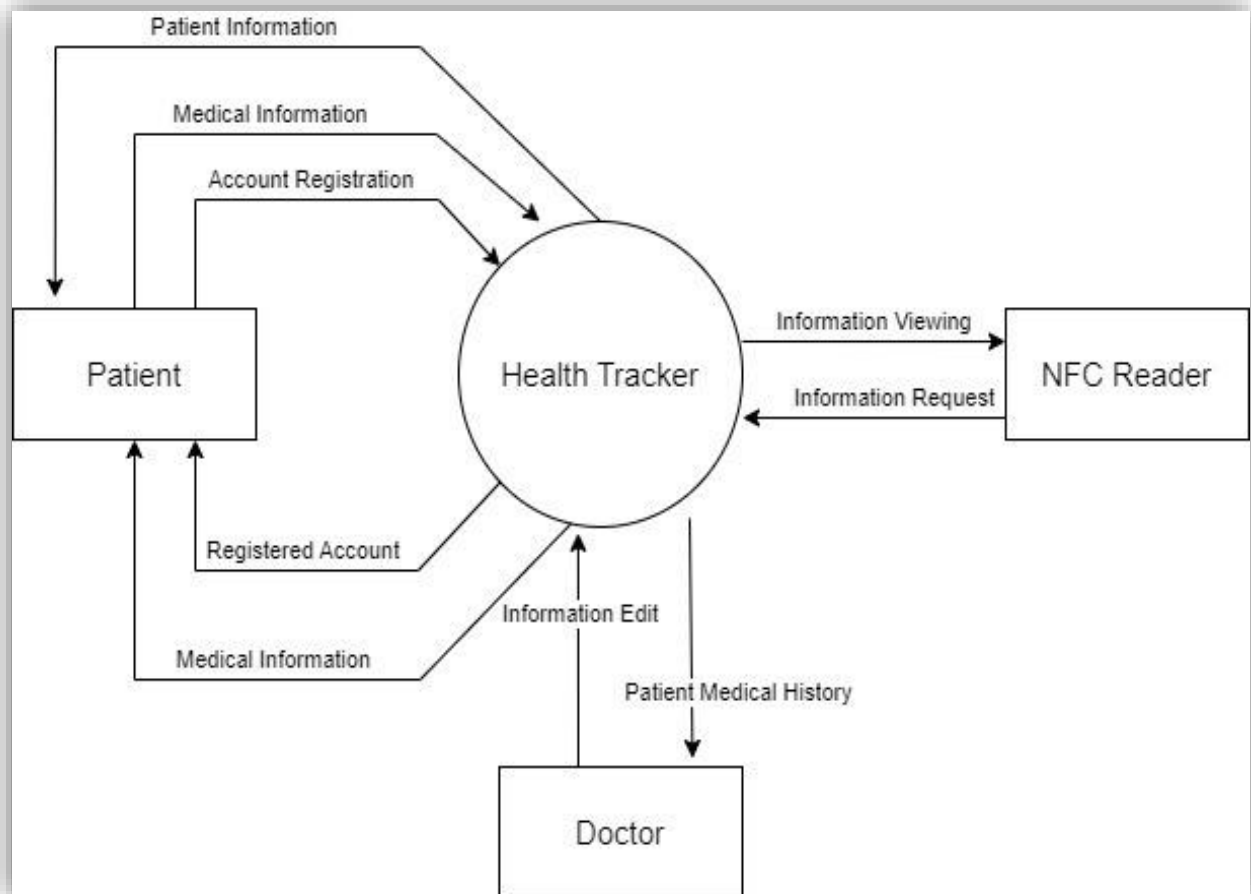 Patient Information
Medical Information
Account Registration
Information Viewing
Patient
Health Tracker
NFC Reader
Information Request
Registered Account
Information Edit
Medical Information
Patient Medical History
Doctor